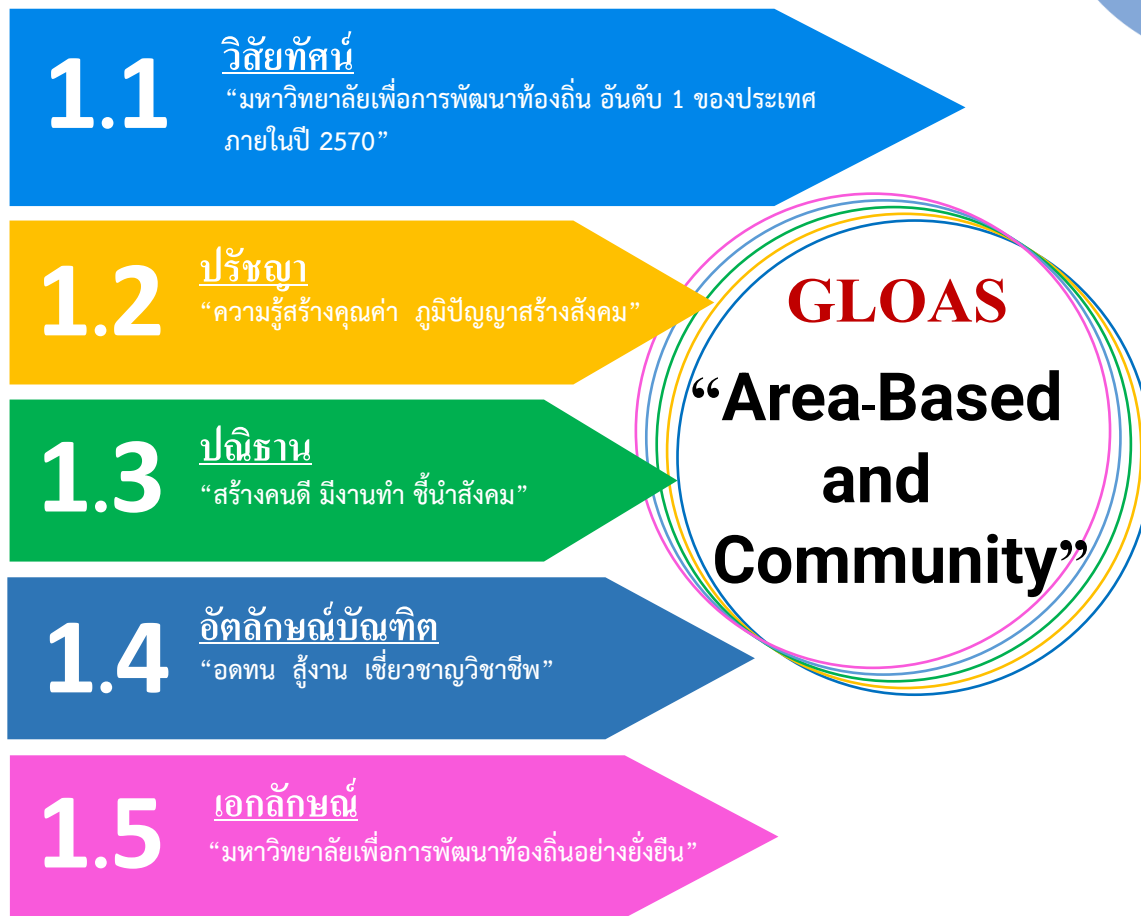 1.1
วิสัยทัศน์
“มหาวิทยาลัยเพื่อการพัฒนาท้องถิ่น อันดับ 1 ของประเทศ
ภายในปี 2570”
1.2
ปรัชญา
“ความรู้สร้างคุณค่า ภูมิปัญญาสร้างสังคม”
1.3
ปณิธาน
“สร้างคนดี มีงานทำ ชี้นำสังคม”
1.4
อัตลักษณ์บัณฑิต
“อดทน สู้งาน เชี่ยวชาญวิชาชีพ”
1.5
เอกลักษณ์
“มหาวิทยาลัยเพื่อการพัฒนาท้องถิ่นอย่างยั่งยืน”
GLOAS
“Area-Based
and
Community”